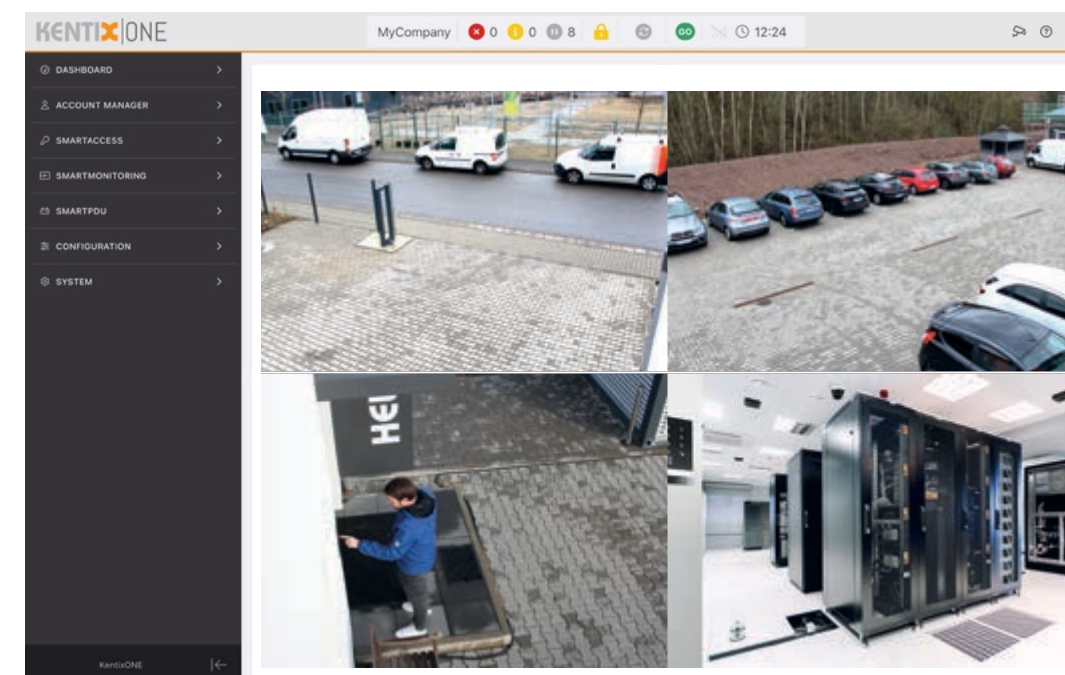 KENTIX|ONE
MyCompany 0 0 8 GO 12:24
DASHBOARD
ACCOUNT MANAGER
SMARTACCESS
SMARTMONITORING
SMARTPDU
CONFIGURATION
SYSTEM
HEI
KentixONE